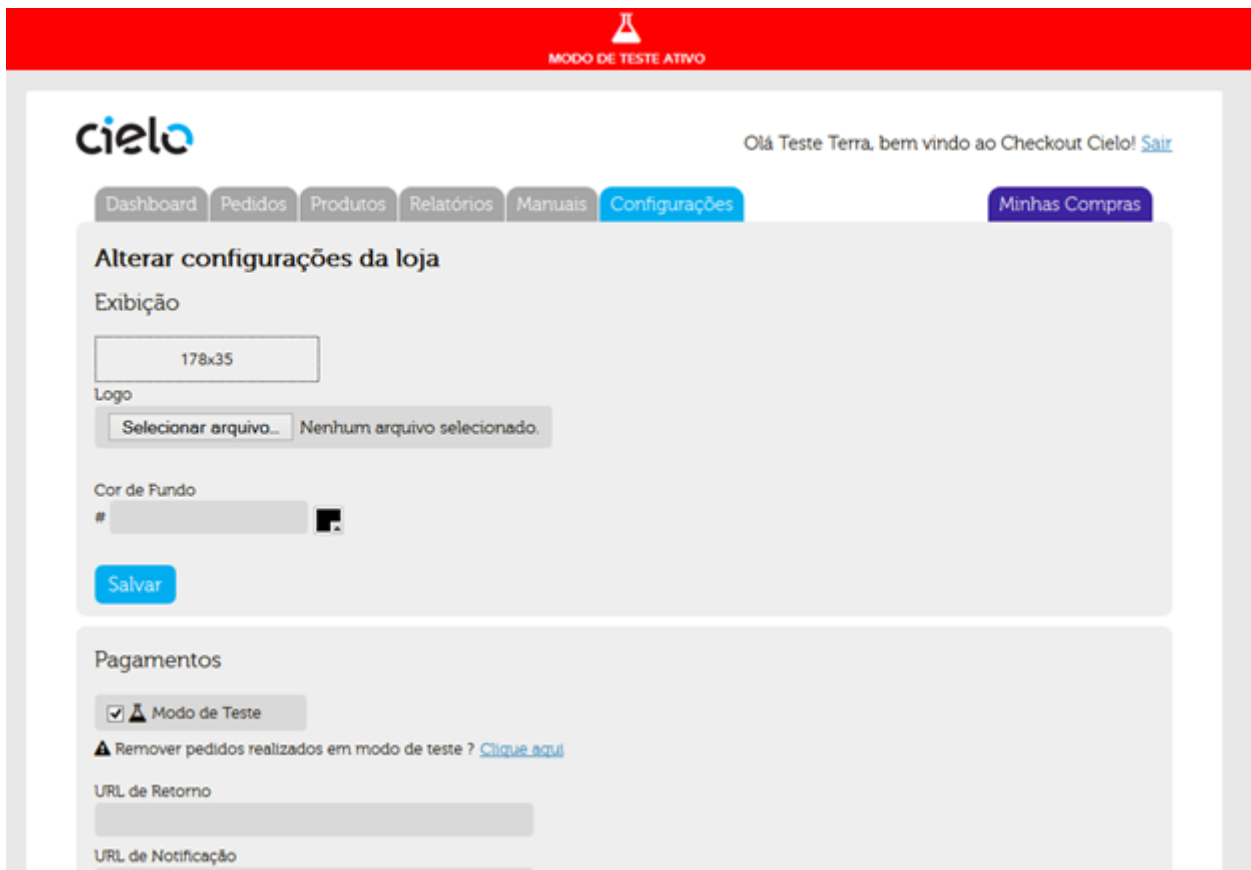 MODO DE TESTE ATIVO
cielo
Olá Teste Terra, bem vindo ao Checkout Cielo! Sair
Dashboard Pedidos Produtos Relatórios Manuais Configurações Minhas Compras
Alterar configurações da loja
Exibição
178x35
Logo
Selecionar arquivo... Nenhum arquivo selecionado.
Cor de Fundo
#
Salvar
Pagamentos
Modo de Teste
Remover pedidos realizados em modo de teste ? Clique aqui
URL de Retorno
URL de Notificação